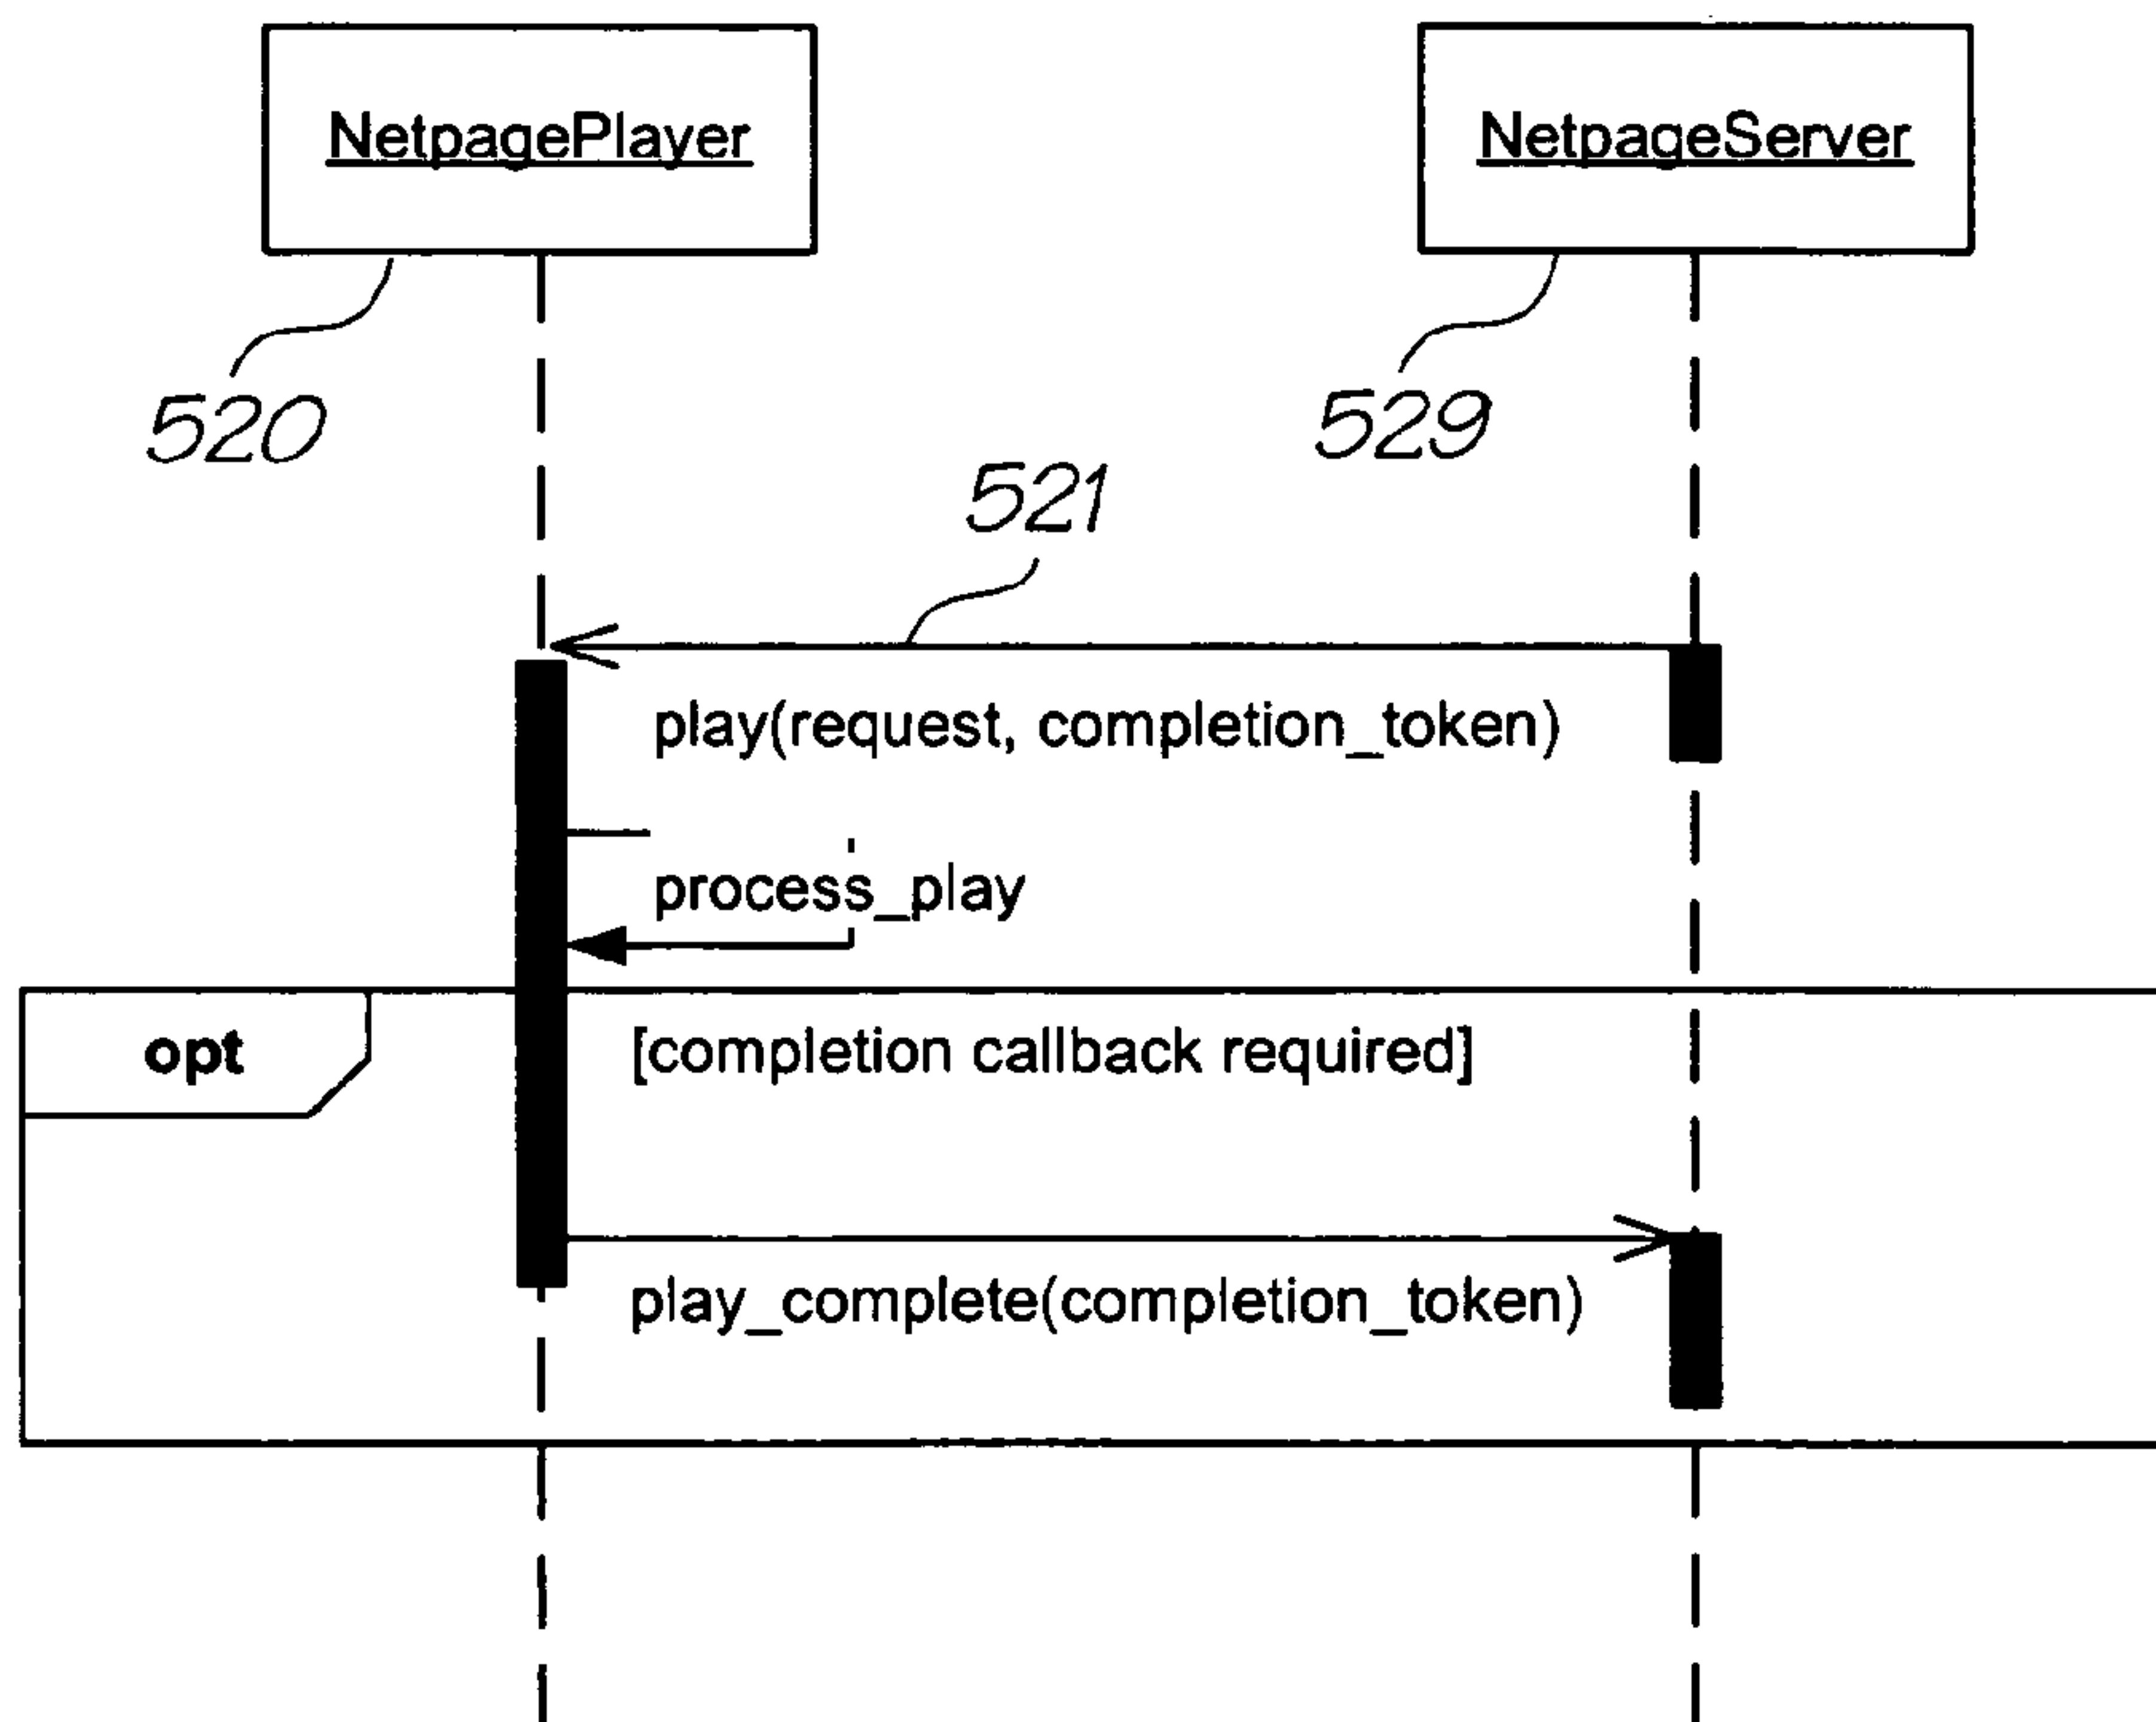 NetpagePlayer
NetpageServer
520
529
521
play(request, completion_token)
process_play
opt
[completion callback required]
play_complete(completion_token)